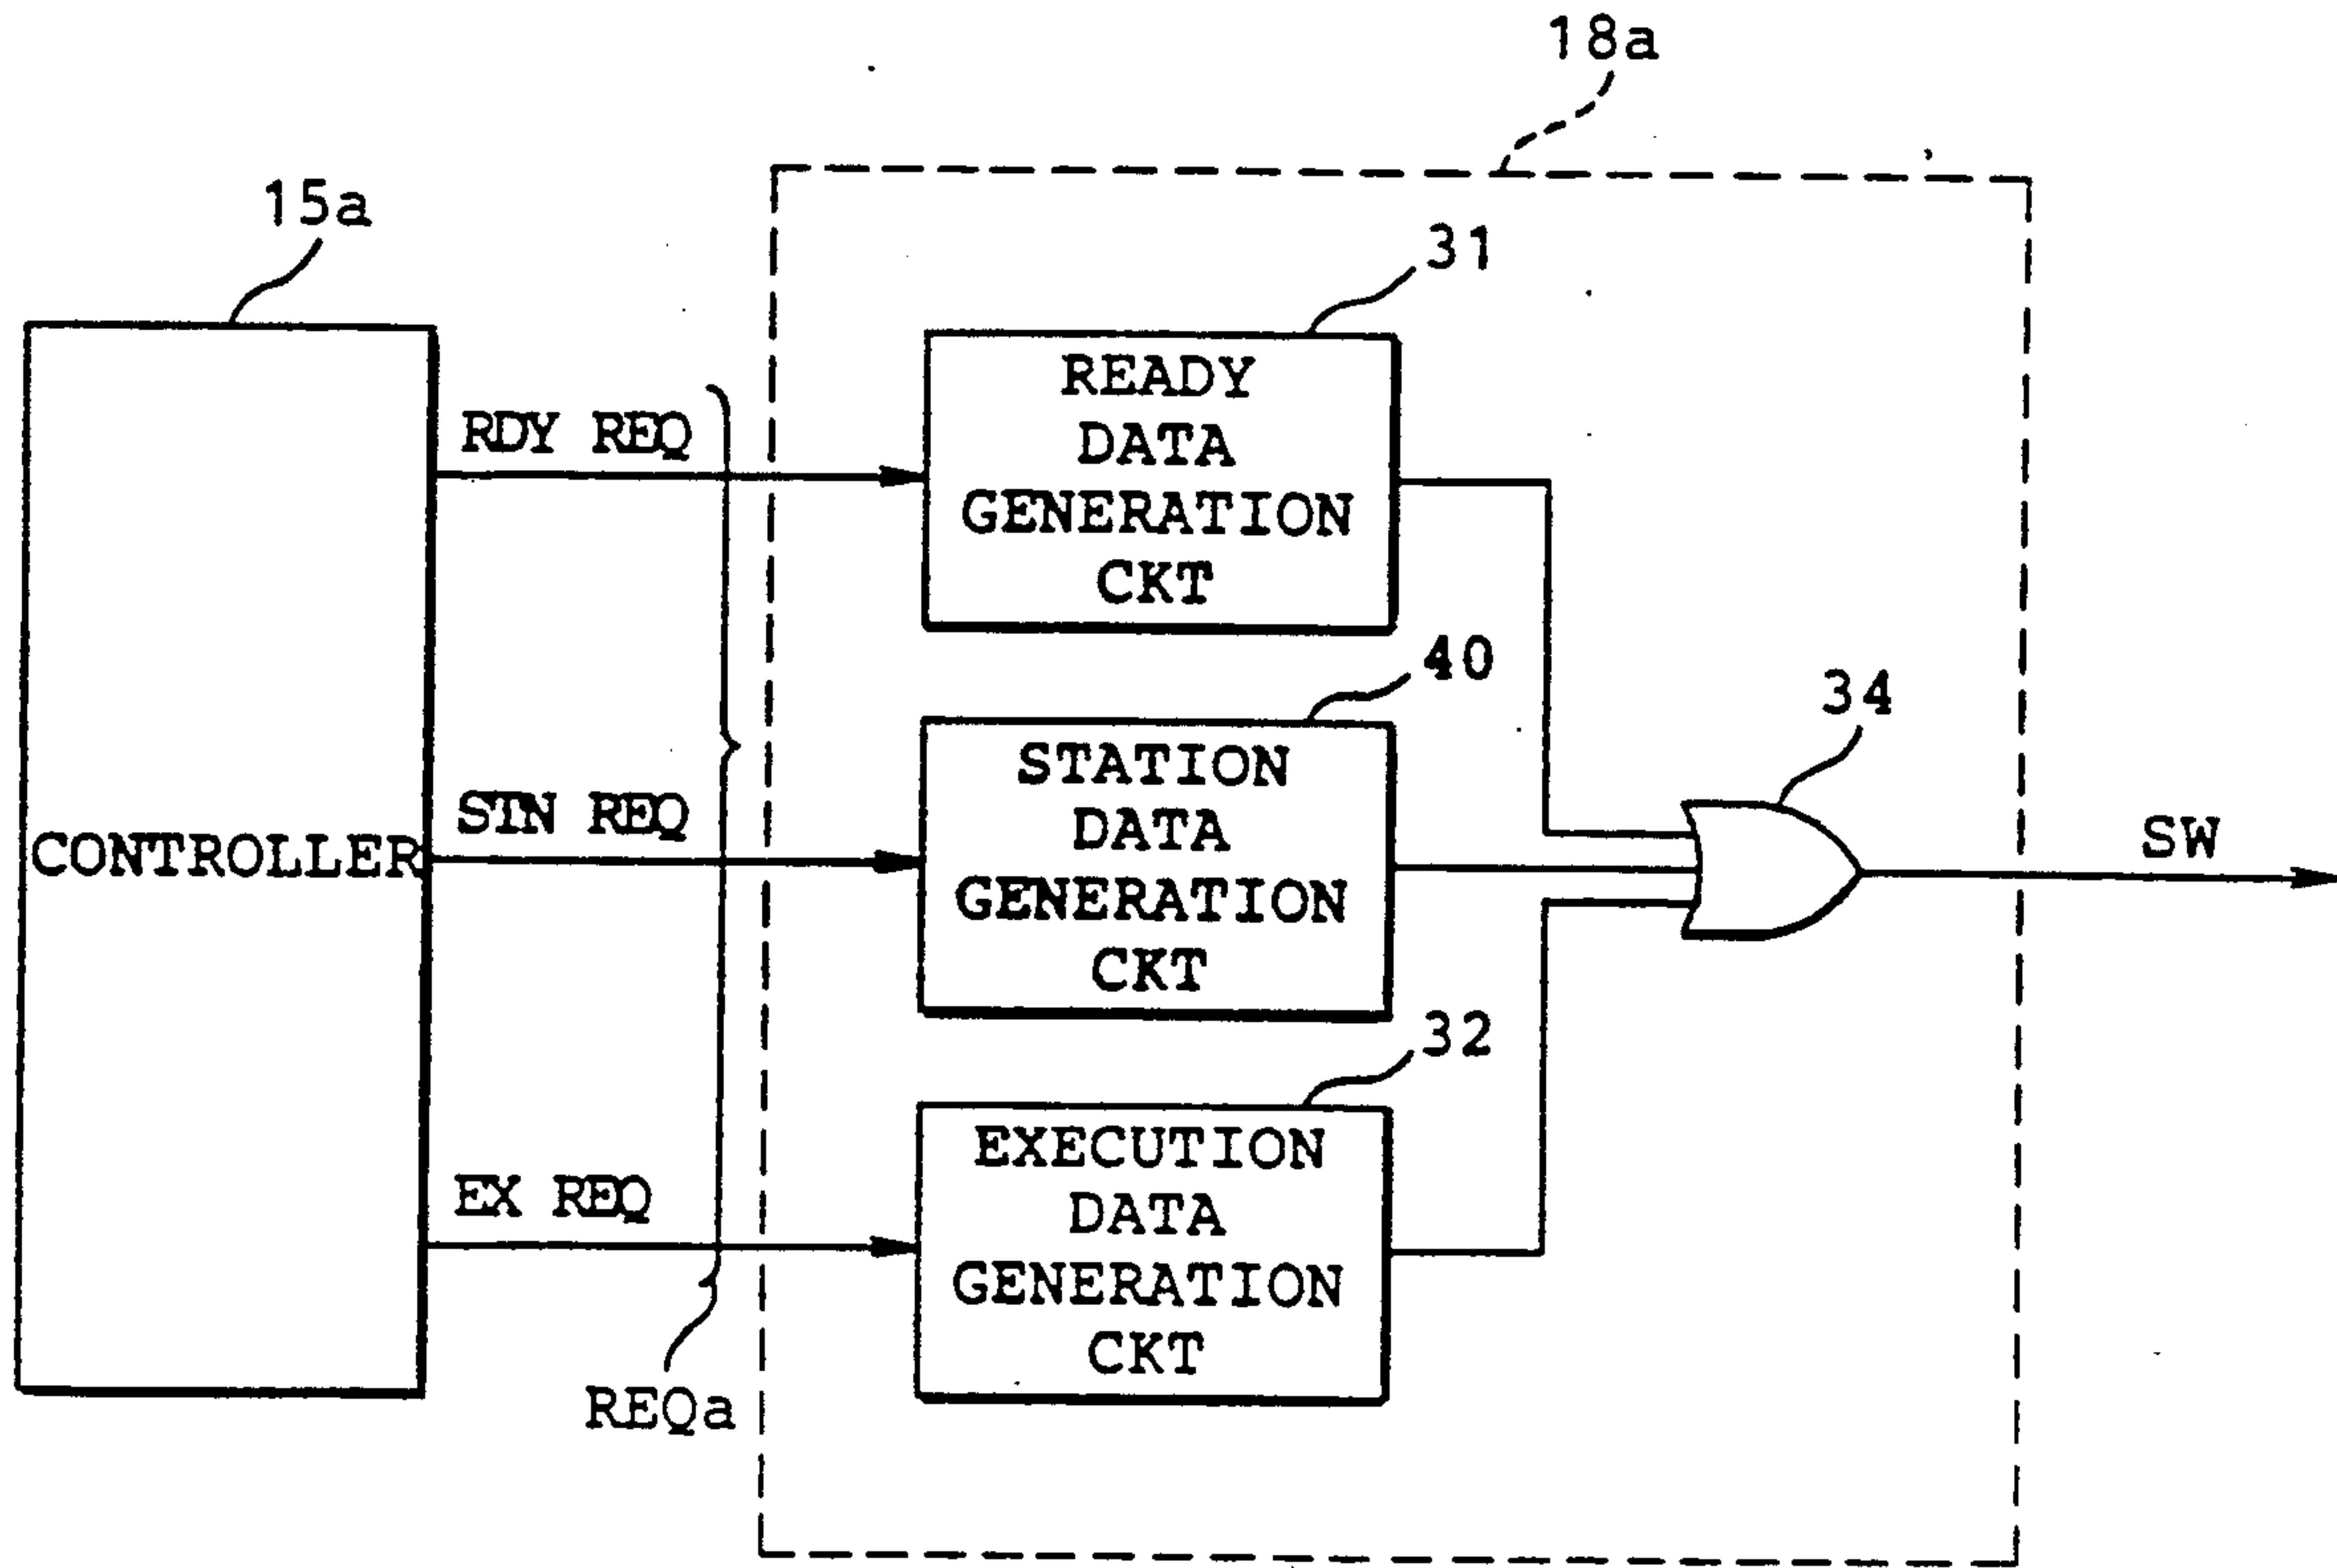 18a
15a
31
READY
DATA
GENERATION
CKT
RDY REQ
40
STATION
DATA
GENERATION
CKT
34
STN REQ
CONTROLLER
SW
32
EXECUTION
DATA
GENERATION
CKT
EX REQ
REQa